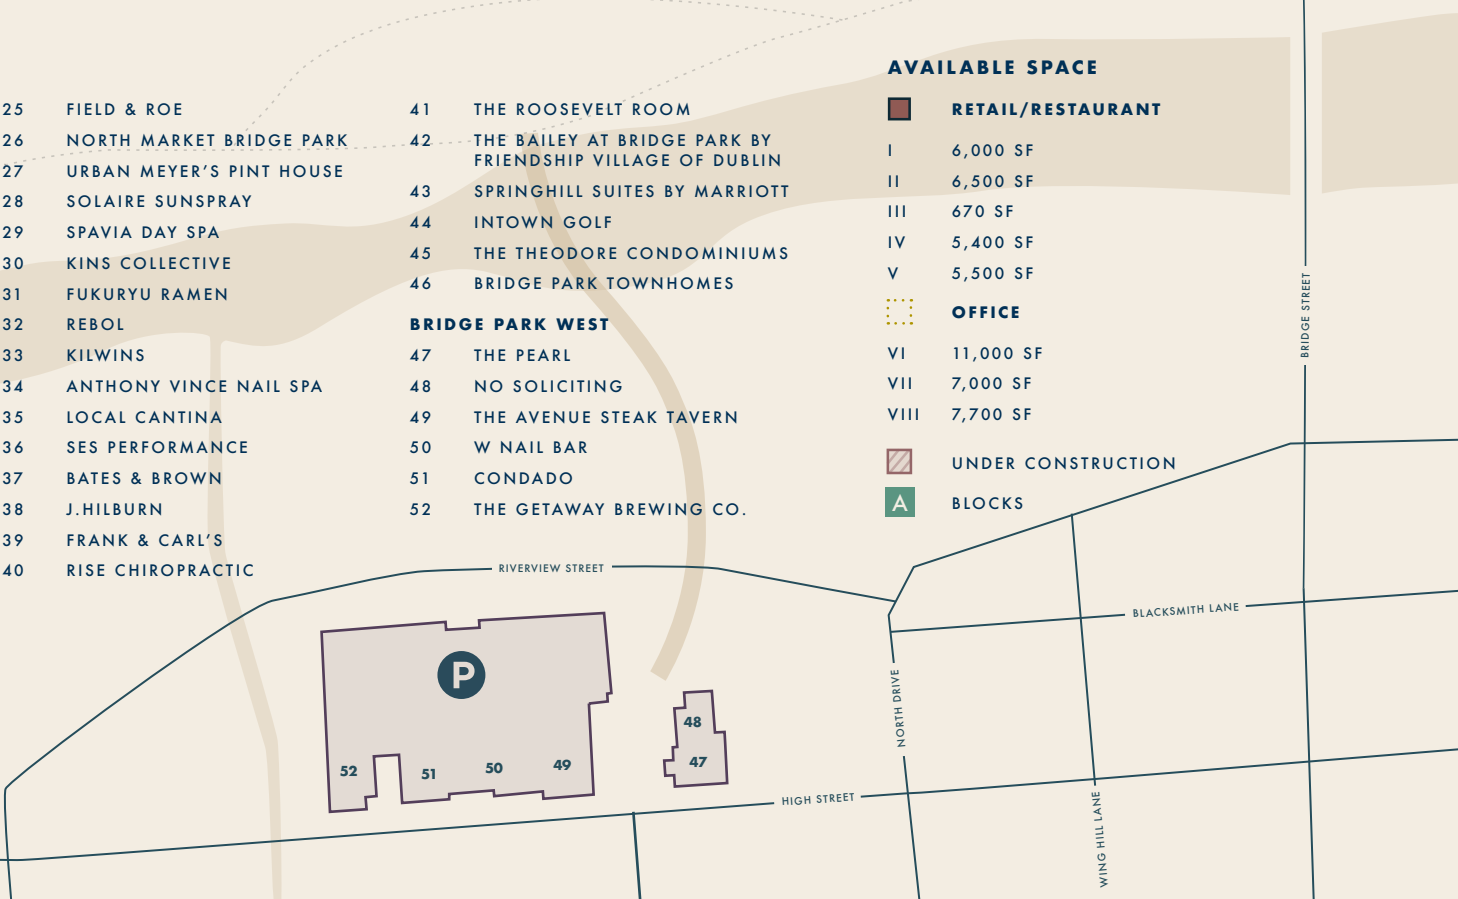 25 FIELD & ROE
26 NORTH MARKET BRIDGE PARK
27 URBAN MEYER’S PINT HOUSE
28 SOLAIRE SUNSPRAY
29 SPAVIA DAY SPA
30 KINS COLLECTIVE
31 FUKURYU RAMEN
32 REBOL
33 KILWINS
34 ANTHONY VINCE NAIL SPA
35 LOCAL CANTINA
36 SES PERFORMANCE
37 BATES & BROWN
38 J.HILBURN
39 FRANK & CARL’S
40 RISE CHIROPRACTIC
41 THE ROOSEVELT ROOM
42 THE BAILEY AT BRIDGE PARK BY
FRIENDSHIP VILLAGE OF DUBLIN
43 SPRINGHILL SUITES BY MARRIOTT
44 INTOWN GOLF
45 THE THEODORE CONDOMINIUMS
46 BRIDGE PARK TOWNHOMES
BRIDGE PARK WEST
47 THE PEARL
48 NO SOLICITING
49 THE AVENUE STEAK TAVERN
50 W NAIL BAR
51 CONDADO
52 THE GETAWAY BREWING CO.
AVAILABLE SPACE
RETAIL/RESTAURANT
I 6,000 SF
II 6,500 SF
III 670 SF
IV 5,400 SF
V 5,500 SF
OFFICE
VI 11,000 SF
VII 7,000 SF
VIII 7,700 SF
UNDER CONSTRUCTION
A BLOCKS
BRIDGE STREET
RIVERVIEW STREET
BLACKSMITH LANE
NORTH DRIVE
P
48
47
52
51
50
49
HIGH STREET
WING HILL LANE